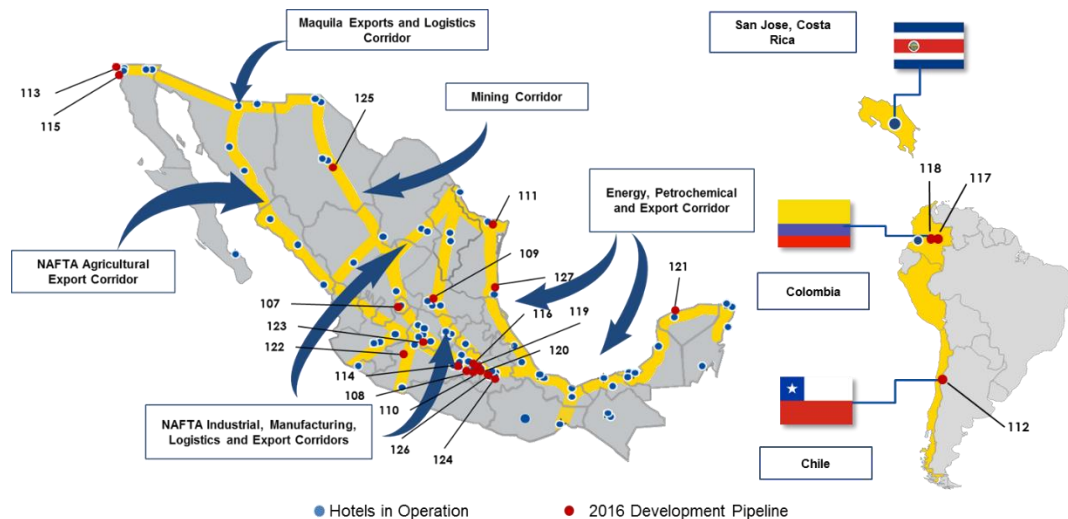 Maquila Exports and Logistics
Corridor
San Jose, Costa
Rica
113
115
125
Mining Corridor
118
117
111
Energy, Petrochemical
and Export Corridor
NAFTA Agricultural
Export Corridor
109
127
121
Colombia
107
116
119
123
120
122
114
108
110
NAFTA Industrial, Manufacturing,
Logistics and Export Corridors
126
124
112
Chile
Hotels in Operation
2016 Development Pipeline